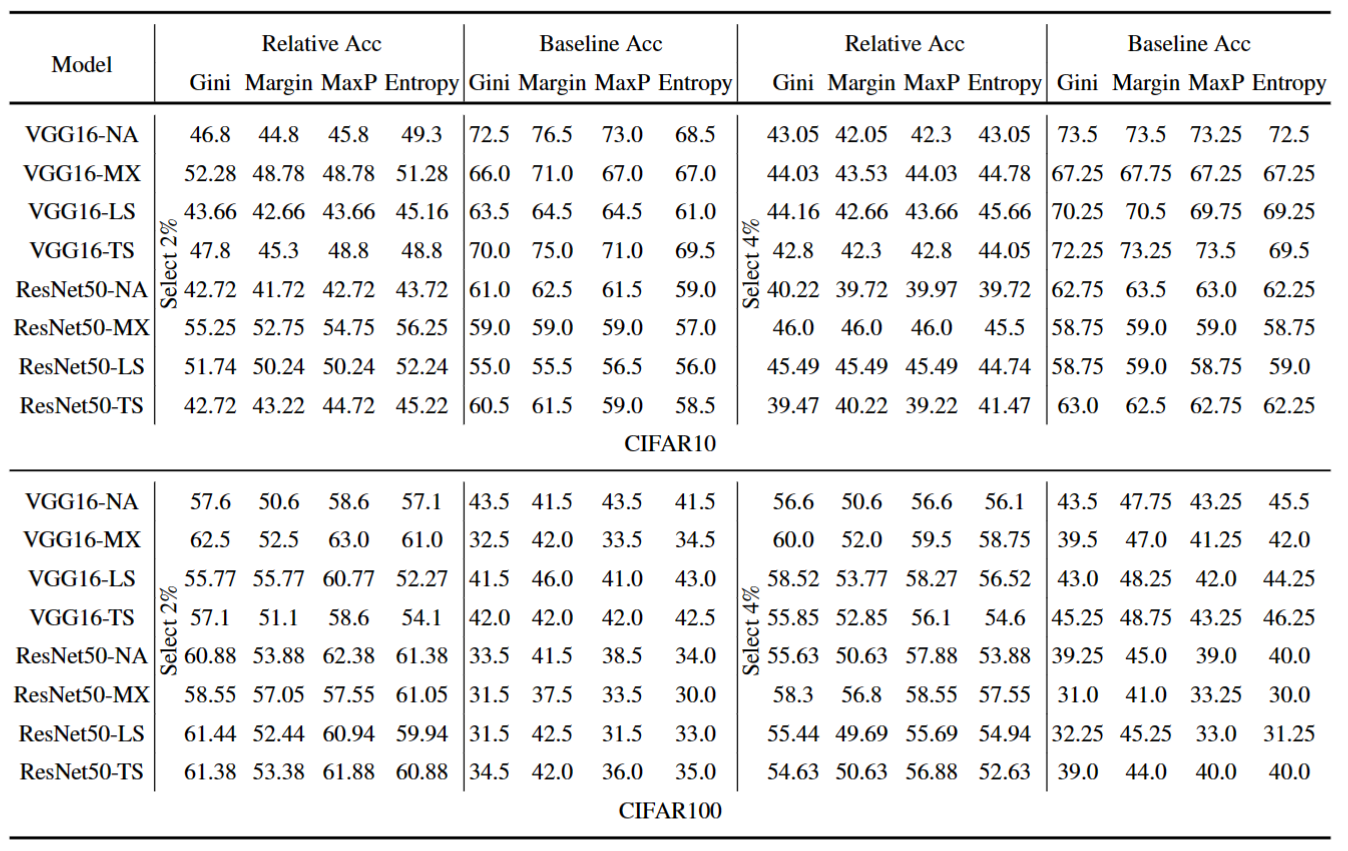 Model Relative Acc Baseline Acc Relative Acc Baseline Acc
Gini Margin MaxP Entropy Gini Margin MaxP Entropy Gini Margin MaxP Entropy Gini Margin MaxP Entropy
Select 2% Select 4%
VGG16-NA 46.8 44.8 45.8 49.3 72.5 76.5 73.0 68.5 43.05 42.05 42.3 43.05 73.5 73.5 73.25 72.5
VGG16-MX 52.28 48.78 48.78 51.28 66.0 71.0 67.0 67.0 44.03 43.53 44.03 44.78 67.25 67.75 67.25 67.25
VGG16-LS 43.66 42.66 43.66 45.16 63.5 64.5 64.5 61.0 44.16 42.66 43.66 45.66 70.25 70.5 69.75 69.25
VGG16-TS 47.8 45.3 48.8 48.8 70.0 75.0 71.0 69.5 42.8 42.3 42.8 44.05 72.25 73.25 73.5 69.5
ResNet50-NA 42.72 41.72 42.72 43.72 61.0 62.5 61.5 59.0 40.22 39.72 39.97 39.72 62.75 63.5 63.0 62.25
ResNet50-MX 55.25 52.75 54.75 56.25 59.0 59.0 59.0 57.0 46.0 46.0 46.0 45.5 58.75 59.0 59.0 58.75
ResNet50-LS 51.74 50.24 50.24 52.24 55.0 55.5 56.5 56.0 45.49 45.49 45.49 44.74 58.75 59.0 58.75 59.0
ResNet50-TS 42.72 43.22 44.72 45.22 60.5 61.5 59.0 58.5 39.47 40.22 39.22 41.47 63.0 62.5 62.75 62.25
CIFAR10
Select 2% Select 4%
VGG16-NA 57.6 50.6 58.6 57.1 43.5 41.5 43.5 41.5 56.6 50.6 56.6 56.1 43.5 47.75 43.25 45.5
VGG16-MX 62.5 52.5 63.0 61.0 32.5 42.0 33.5 34.5 60.0 52.0 59.5 58.75 39.5 47.0 41.25 42.0
VGG16-LS 55.77 55.77 60.77 52.27 41.5 46.0 41.0 43.0 58.52 53.77 58.27 56.52 43.0 48.25 42.0 44.25
VGG16-TS 57.1 51.1 58.6 54.1 42.0 42.0 42.0 42.5 55.85 52.85 56.1 54.6 45.25 48.75 43.25 46.25
ResNet50-NA 60.88 53.88 62.38 61.38 33.5 41.5 38.5 34.0 55.63 50.63 57.88 53.88 39.25 45.0 39.0 40.0
ResNet50-MX 58.55 57.05 57.55 61.05 31.5 37.5 33.5 30.0 58.3 56.8 58.55 57.55 31.0 41.0 33.25 30.0
ResNet50-LS 61.44 52.44 60.94 59.94 31.5 42.5 31.5 33.0 55.44 49.69 55.69 54.94 32.25 45.25 33.0 31.25
ResNet50-TS 61.38 53.38 61.88 60.88 34.5 42.0 36.0 35.0 54.63 50.63 56.88 52.63 39.0 44.0 40.0 40.0
CIFAR100